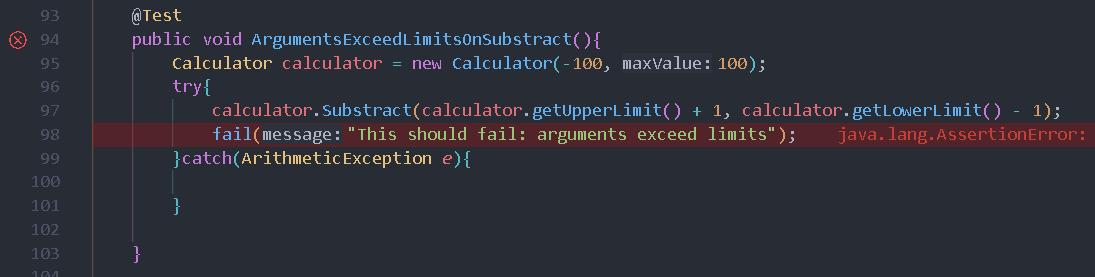 93 @Test
94 public void ArgumentsExceedLimitsOnSubstract(){
95 Calculator calculator = new Calculator(-100, maxValue: 100);
96 try{
97 calculator.Substract(calculator.getUpperLimit() + 1, calculator.getLowerLimit() - 1);
98 fail(message: "This should fail: arguments exceed limits"); java.lang.AssertionError:
99 }catch(ArithmeticException e){
100
101 }
102
103 }